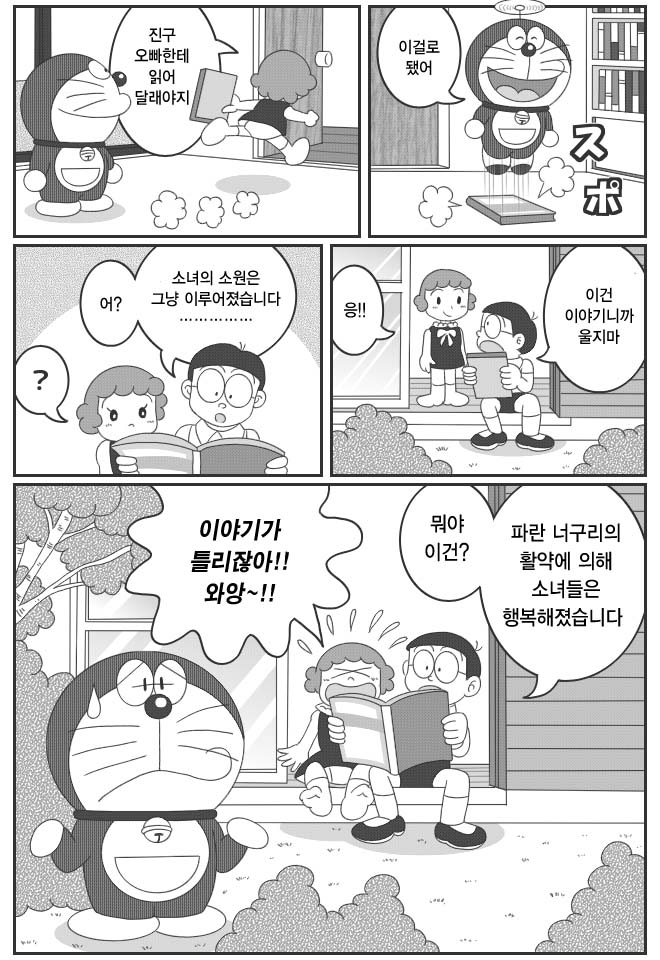 이걸로
됐어
スポ
진구
오빠한테
읽어
달래야지
이건
이야기니까
울지마
응!!
소녀의 소원은
그냥 이루어졌습니다
……………
어?
?
파란 너구리의
활약에 의해
소녀들은
행복해졌습니다
뭐야
이건?
이야기가
틀리잖아!!
와앙~!!